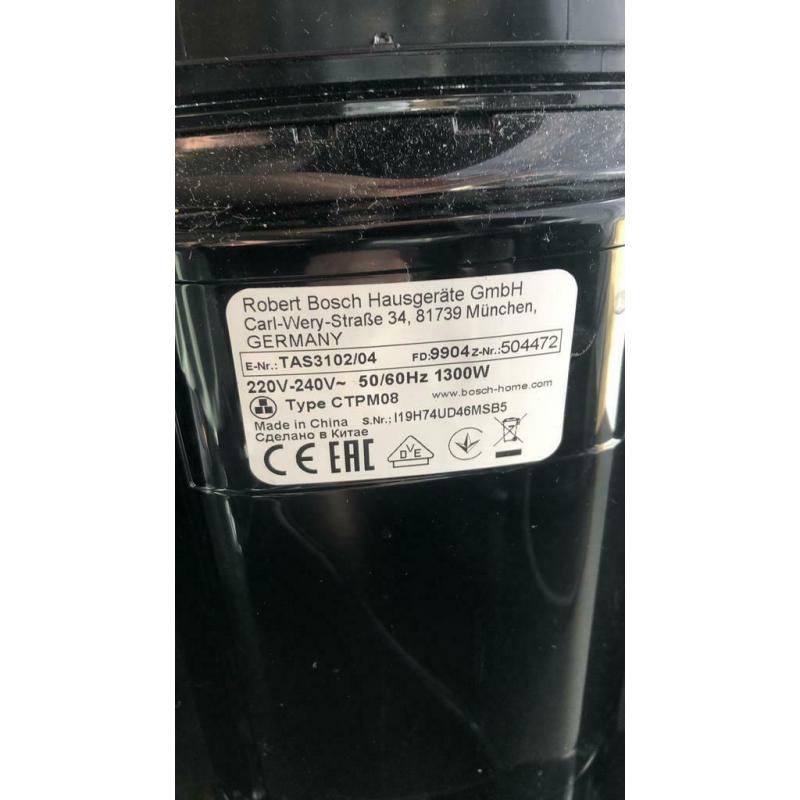 Robert Bosch Hausgeräte GmbH
Carl-Wery-Straße 34, 81739 München,
GERMANY
E-Nr.: TAS3102/04 FD:9904 Z-Nr.:504472
220V-240V~ 50/60Hz 1300W
www.bosch-home.com
Type CTPM08
Made in China S.Nr.: I19H74UD46MSB5
Сделано в Китае
CE EAC DVE